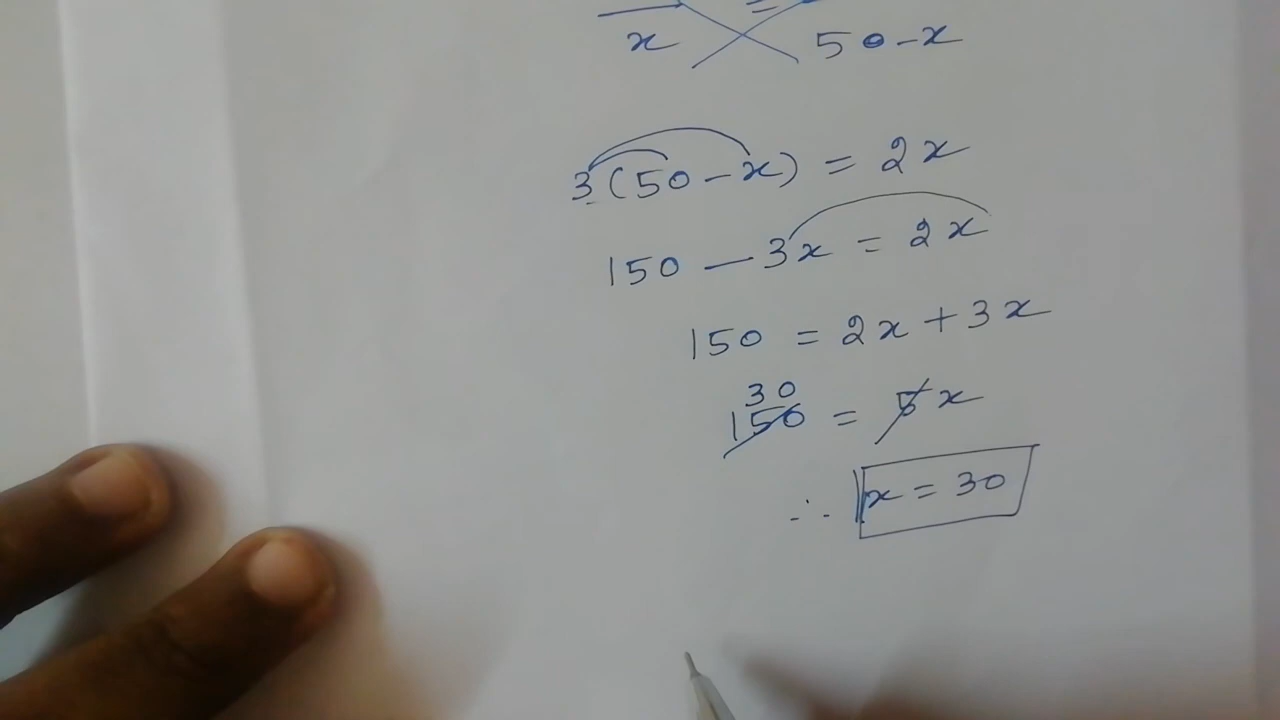 =
x 50-x
3(50-x) = 2x
150 - 3x = 2x
150 = 2x + 3x
30
150 = 5x
∴ x = 30